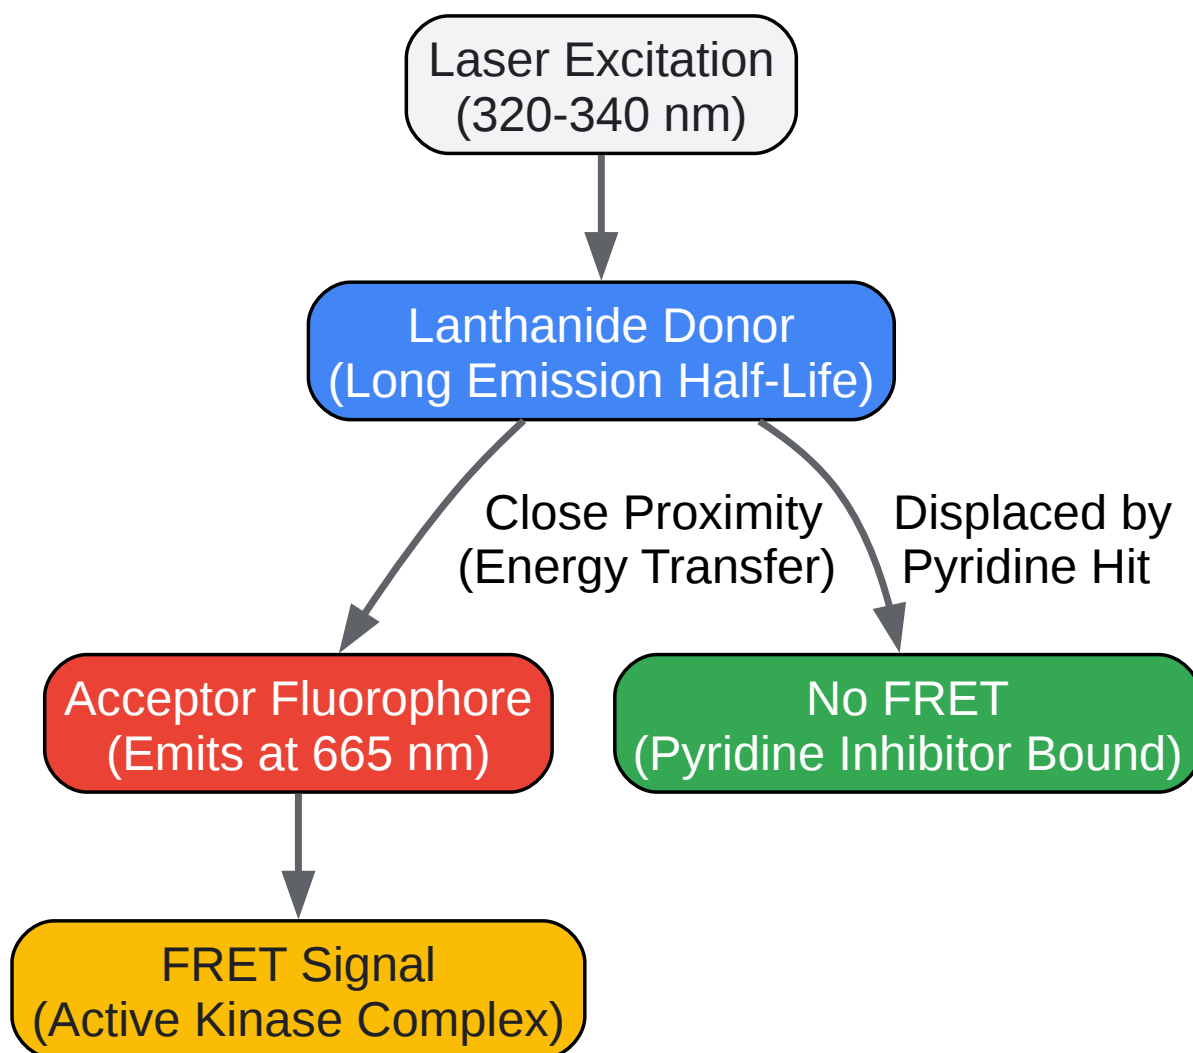 Laser Excitation
(320-340 nm)
Lanthanide Donor
(Long Emission Half-Life)
Close Proximity
(Energy Transfer)
Displaced by
Pyridine Hit
Acceptor Fluorophore
(Emits at 665 nm)
No FRET
(Pyridine Inhibitor Bound)
FRET Signal
(Active Kinase Complex)